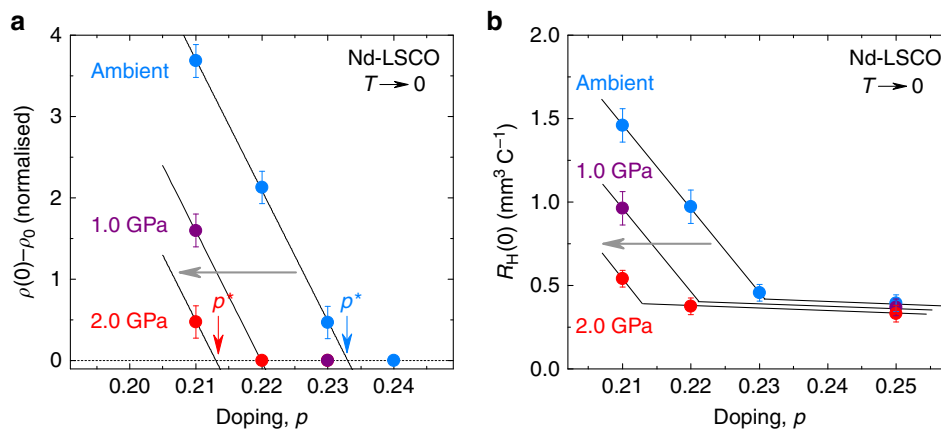 a
Nd-LSCO
T → 0
Ambient
1.0 GPa
2.0 GPa
p*
p*
ρ(0)–ρ0 (normalised)
4
3
2
1
0
0.20 0.21 0.22 0.23 0.24
Doping, p
b
Nd-LSCO
T → 0
Ambient
1.0 GPa
2.0 GPa
RH(0) (mm³ C⁻¹)
2.0
1.5
1.0
0.5
0.0
0.21 0.22 0.23 0.24 0.25
Doping, p